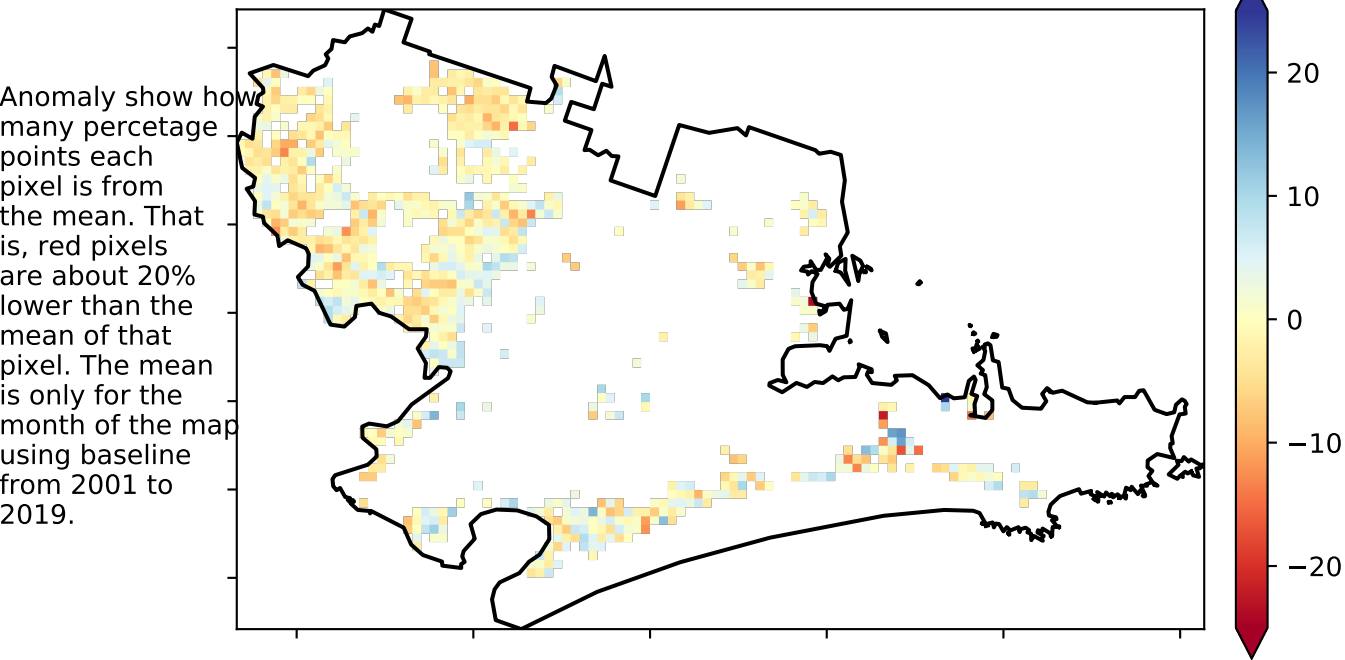 Anomaly show how
many percetage
points each
pixel is from
the mean. That
is, red pixels
are about 20%
lower than the
mean of that
pixel. The mean
is only for the
month of the map
using baseline
from 2001 to
2019.
20
10
0
−10
−20